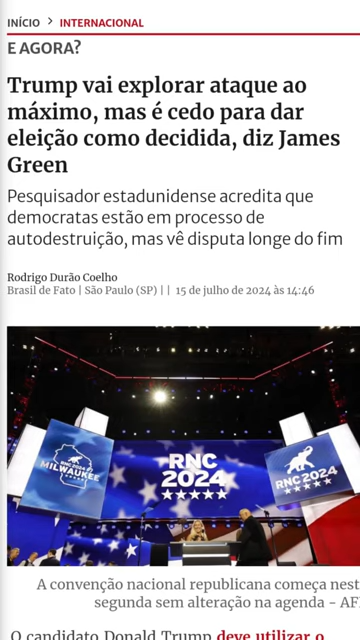 INÍCIO > INTERNACIONAL
E AGORA?
Trump vai explorar ataque ao
máximo, mas é cedo para dar
eleição como decidida, diz James
Green
Pesquisador estadunidense acredita que
democratas estão em processo de
autodestruição, mas vê disputa longe do fim
Rodrigo Durão Coelho
Brasil de Fato | São Paulo (SP) | | 15 de julho de 2024 às 14:46
RNC 2024
MILWAUKEE
RNC
2024
RNC 2024
A convenção nacional republicana começa nest
segunda sem alteração na agenda - AF
O candidato Donald Trump deve utilizar o